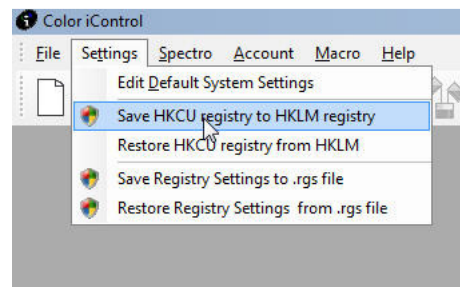 Color iControl
File Settings Spectro Account Macro Help
Edit Default System Settings
Save HKCU registry to HKLM registry
Restore HKCU registry from HKLM
Save Registry Settings to .rgs file
Restore Registry Settings from .rgs file